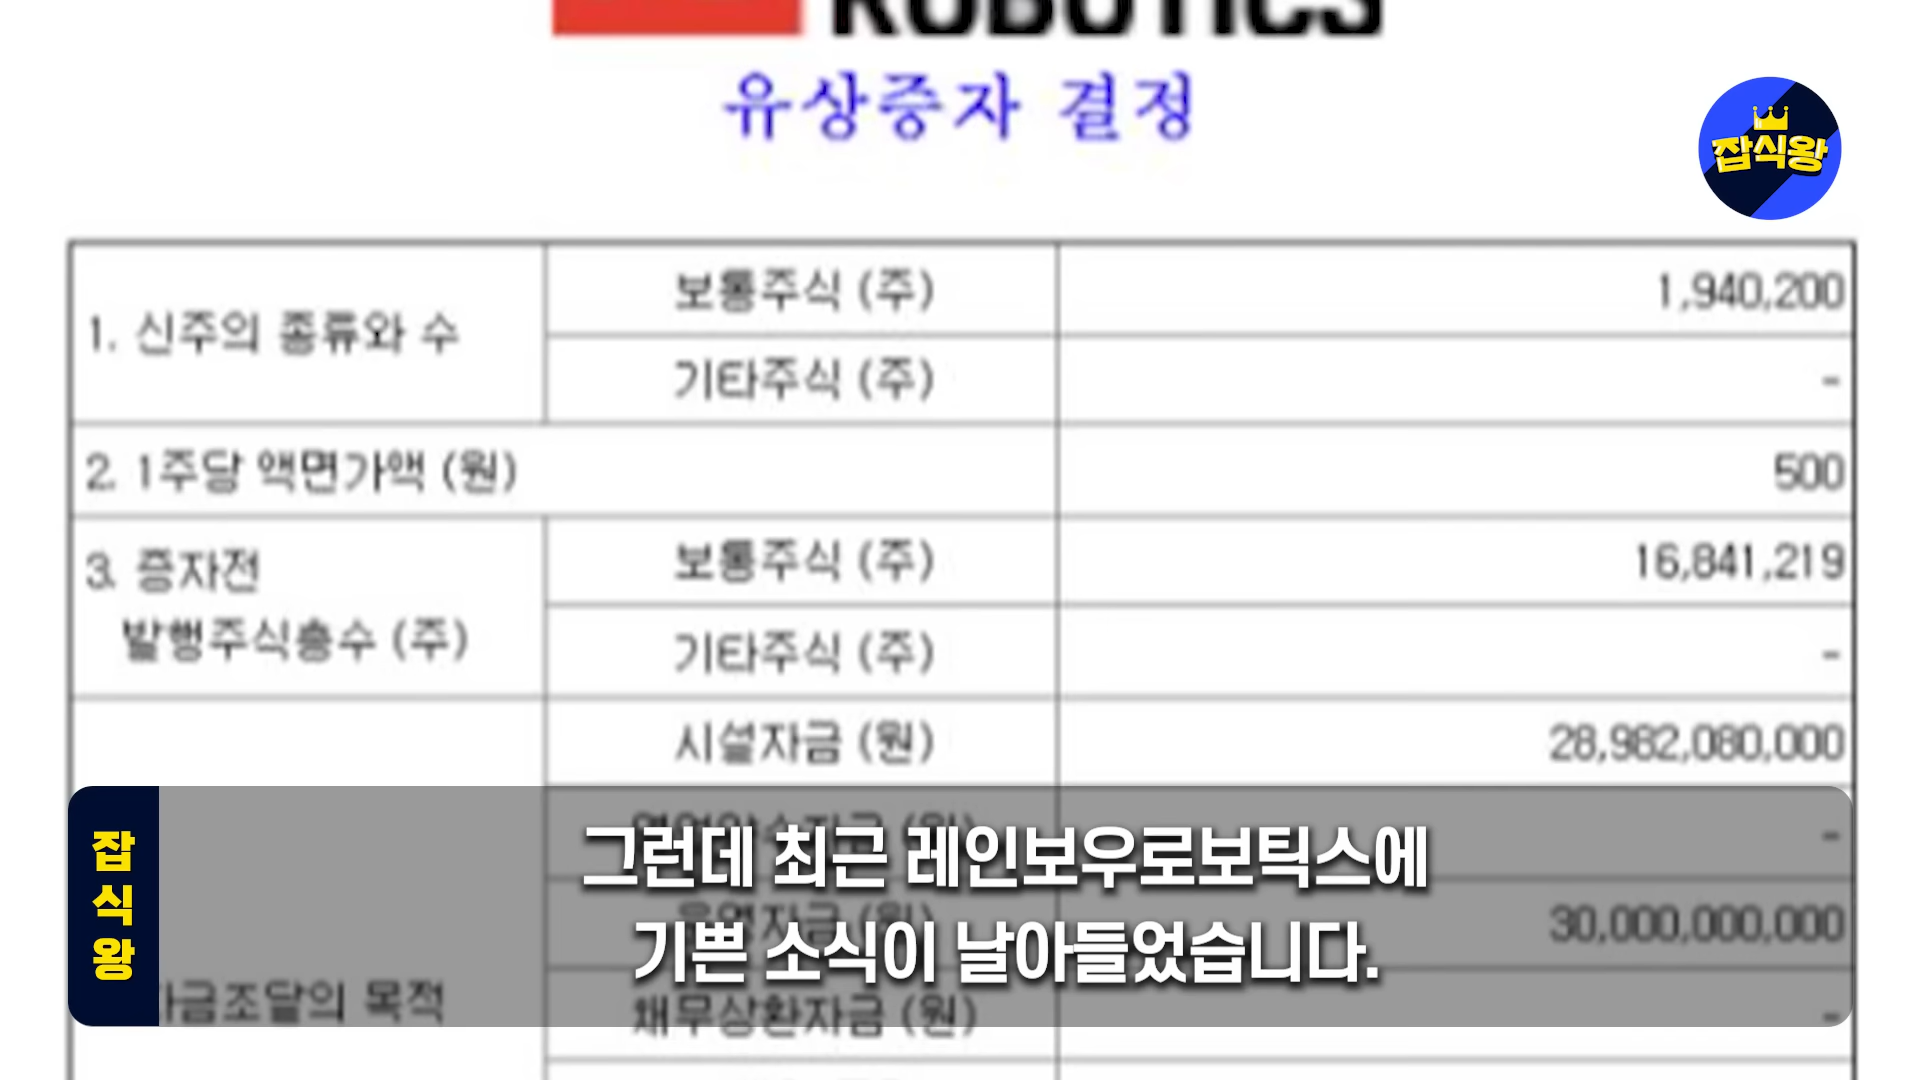 ROBOTICS
유상증자 결정
잡식왕
1. 신주의 종류와 수
보통주식 (주)
1,940,200
기타주식 (주)
-
2. 1주당 액면가액 (원)
500
3. 증자전
발행주식총수 (주)
보통주식 (주)
16,841,219
기타주식 (주)
-
시설자금 (원)
28,982,080,000
-
운영자금 (원)
30,000,000,000
자금조달의 목적
채무상환자금 (원)
-
잡식왕
그런데 최근 레인보우로보틱스에
기쁜 소식이 날아들었습니다.